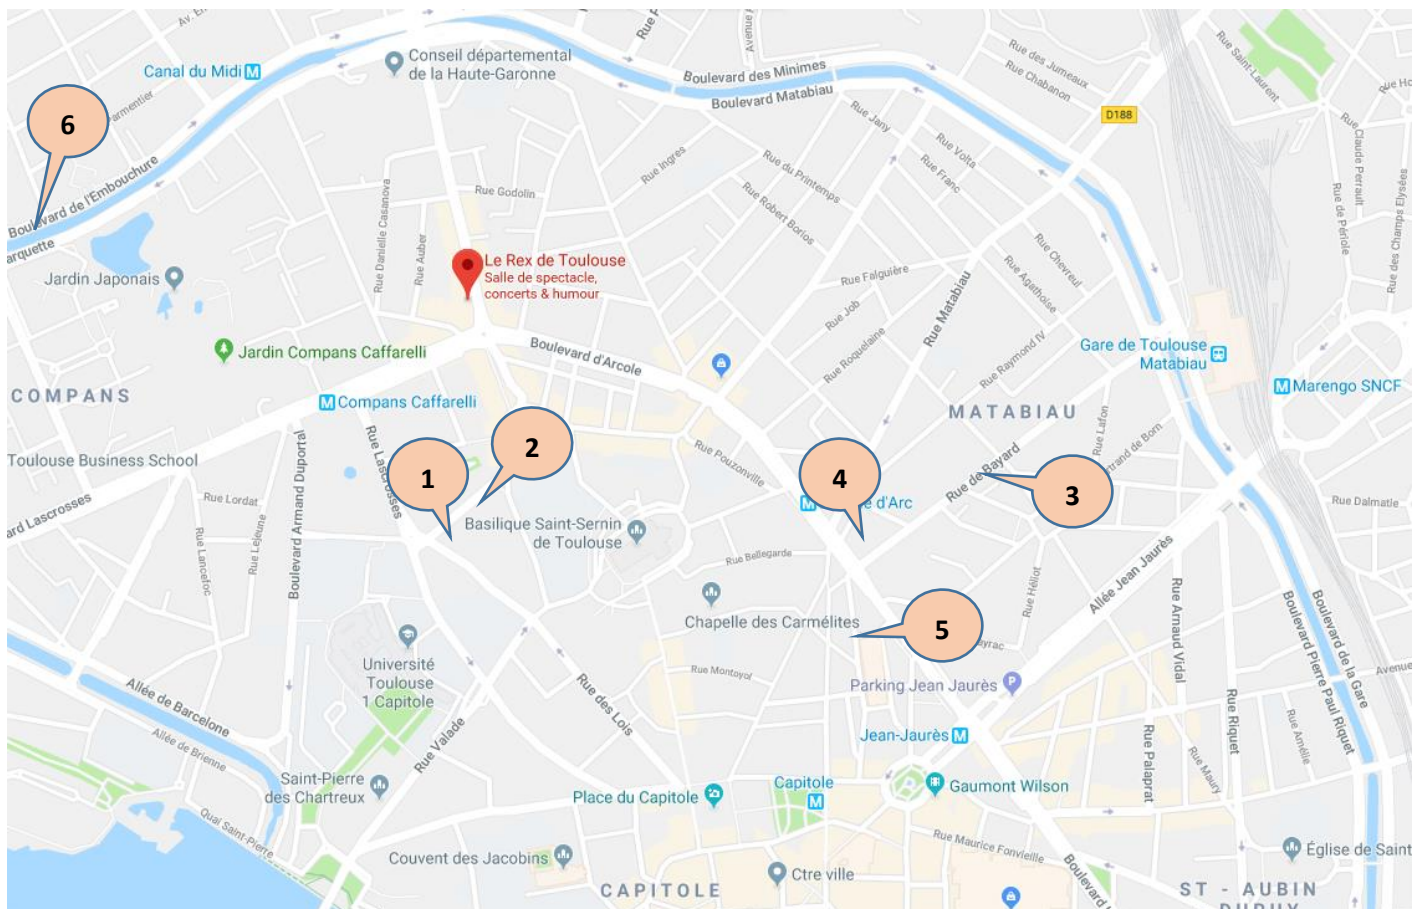 Canal du Midi M
Conseil départemental
de la Haute-Garonne
Boulevard des Minimes
Boulevard Matabiau
Avenue
Rue des Jumeaux
Rue Chabanon
Rue Saint-Laurent
D188
6
Boulevard de l'Embouchure
Rue Jany
Rue Volta
Rue Franc
Rue Claude Perrault
Rue Ingres
Rue du Printemps
Rue Godolin
Rue Robert Borios
Rue de Périole
Rue des Champs Elysées
Rue Danielle Casanova
Rue Auber
Jardin Japonais
Le Rex de Toulouse
Salle de spectacle,
concerts & humour
Rue Falguière
Rue Chevreul
Rue Agathoise
Rue Job
Rue Matabiau
Rue Roquelaine
Rue Raymond IV
Gare de Toulouse
Matabiau
Boulevard d'Arcole
Jardin Compans Caffarelli
COMPANS
M Compans Caffarelli
M Marengo SNCF
MATABIAU
Rue Lafon
Toulouse Business School
Rue Lascrosses
Boulevard Armand Duportal
1
2
Rue Pouzonville
4
Rue de Bayard
3
Rue Lordat
Rue Lejeune
Rue Lancefoc
Rue Dalmatie
Basilique Saint-Sernin
de Toulouse
M
d'Arc
Rue Bellegarde
Allée Jean Jaurès
Rue Héliot
Chapelle des Carmélites
5
Rue Arnaud Vidal
Boulevard de la Gare
Boulevard Pierre Paul Riquet
Université
Toulouse
1 Capitole
Rue Montoyol
Parking Jean Jaurès
P
Rue des Lois
Allée de Barcelone
Allée de Brienne
Rue Valade
Jean-Jaurès M
Rue Riquet
Rue Amélie
Rue Palaprat
Rue Maury
Avenue
Saint-Pierre
des Chartreux
Quai Saint-Pierre
Place du Capitole
Capitole
M
P
Gaumont Wilson
Rue Maurice Fonvieille
Couvent des Jacobins
Ctre ville
CAPITOLE
Boulevard
Église de Saint
ST - AUBIN